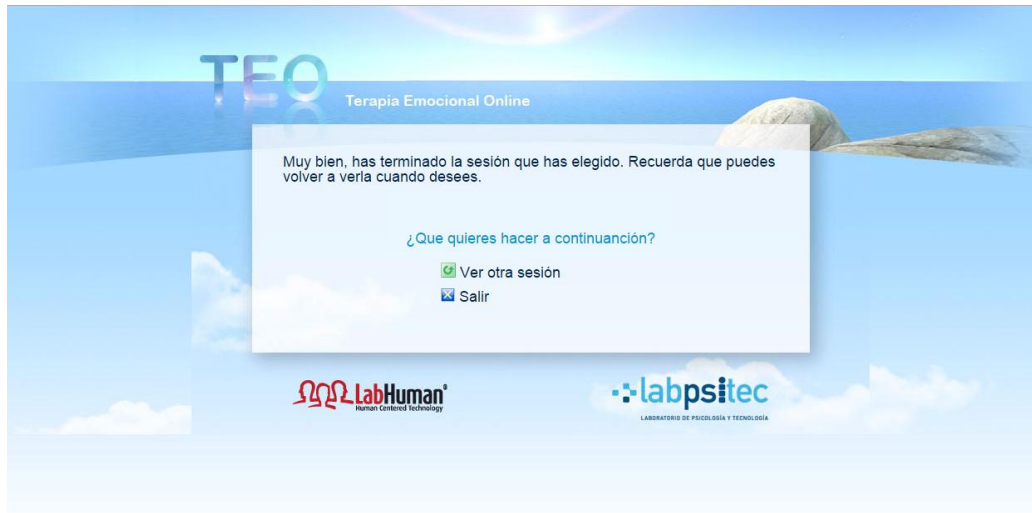 TEO
Terapia Emocional Online
Muy bien, has terminado la sesión que has elegido. Recuerda que puedes
volver a verla cuando desees.
¿Que quieres hacer a continuanción?
Ver otra sesión
Salir
LabHuman®
Human Centered Technology
labpsitec
LABORATORIO DE PSICOLOGÍA Y TECNOLOGÍA